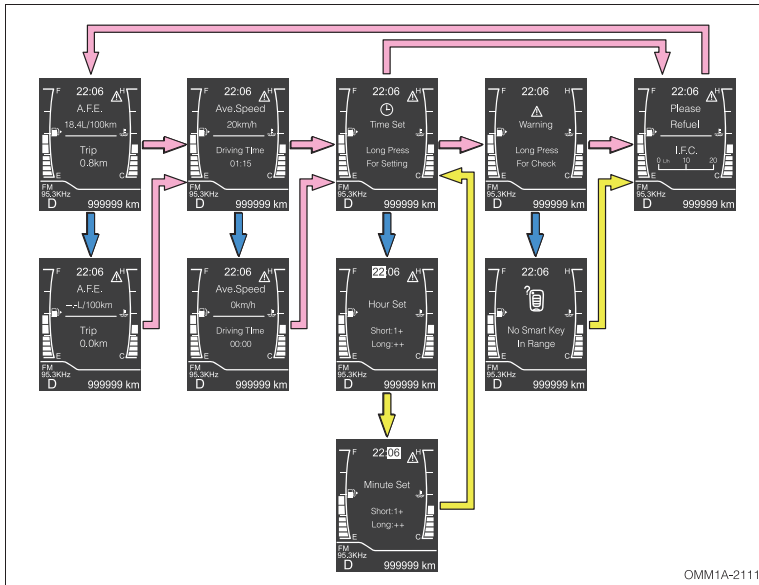 F
22:06
H
A.F.E.
18.4L/100km
Trip
0.8km
E
C
FM
95.3KHz
D
999999 km
F
22:06
H
Ave.Speed
20km/h
Driving TIme
01:15
E
C
FM
95.3KHz
D
999999 km
F
22:06
H
Time Set
Long Press
For Setting
E
C
FM
95.3KHz
D
999999 km
F
22:06
H
Warning
Long Press
For Check
E
C
FM
95.3KHz
D
999999 km
F
22:06
H
Please
Refuel
I.F.C.
0 L/h 10 20
E
C
FM
95.3KHz
D
999999 km
F
22:06
H
A.F.E.
–.–L/100km
Trip
0.0km
E
C
FM
95.3KHz
D
999999 km
F
22:06
H
Ave.Speed
0km/h
Driving TIme
00:00
E
C
FM
95.3KHz
D
999999 km
F
22:06
H
Hour Set
Short:1+
Long:++
E
C
FM
95.3KHz
D
999999 km
F
22:06
H
?
No Smart Key
In Range
E
C
FM
95.3KHz
D
999999 km
F
22:06
H
Minute Set
Short:1+
Long:++
E
C
FM
95.3KHz
D
999999 km
OMM1A-2111